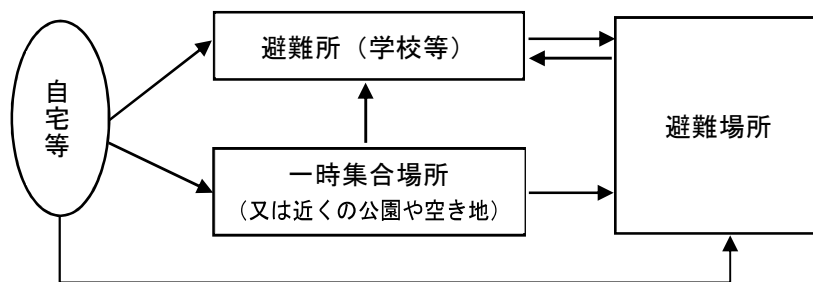 自宅等
避難所（学校等）
一時集合場所
（又は近くの公園や空き地）
避難場所